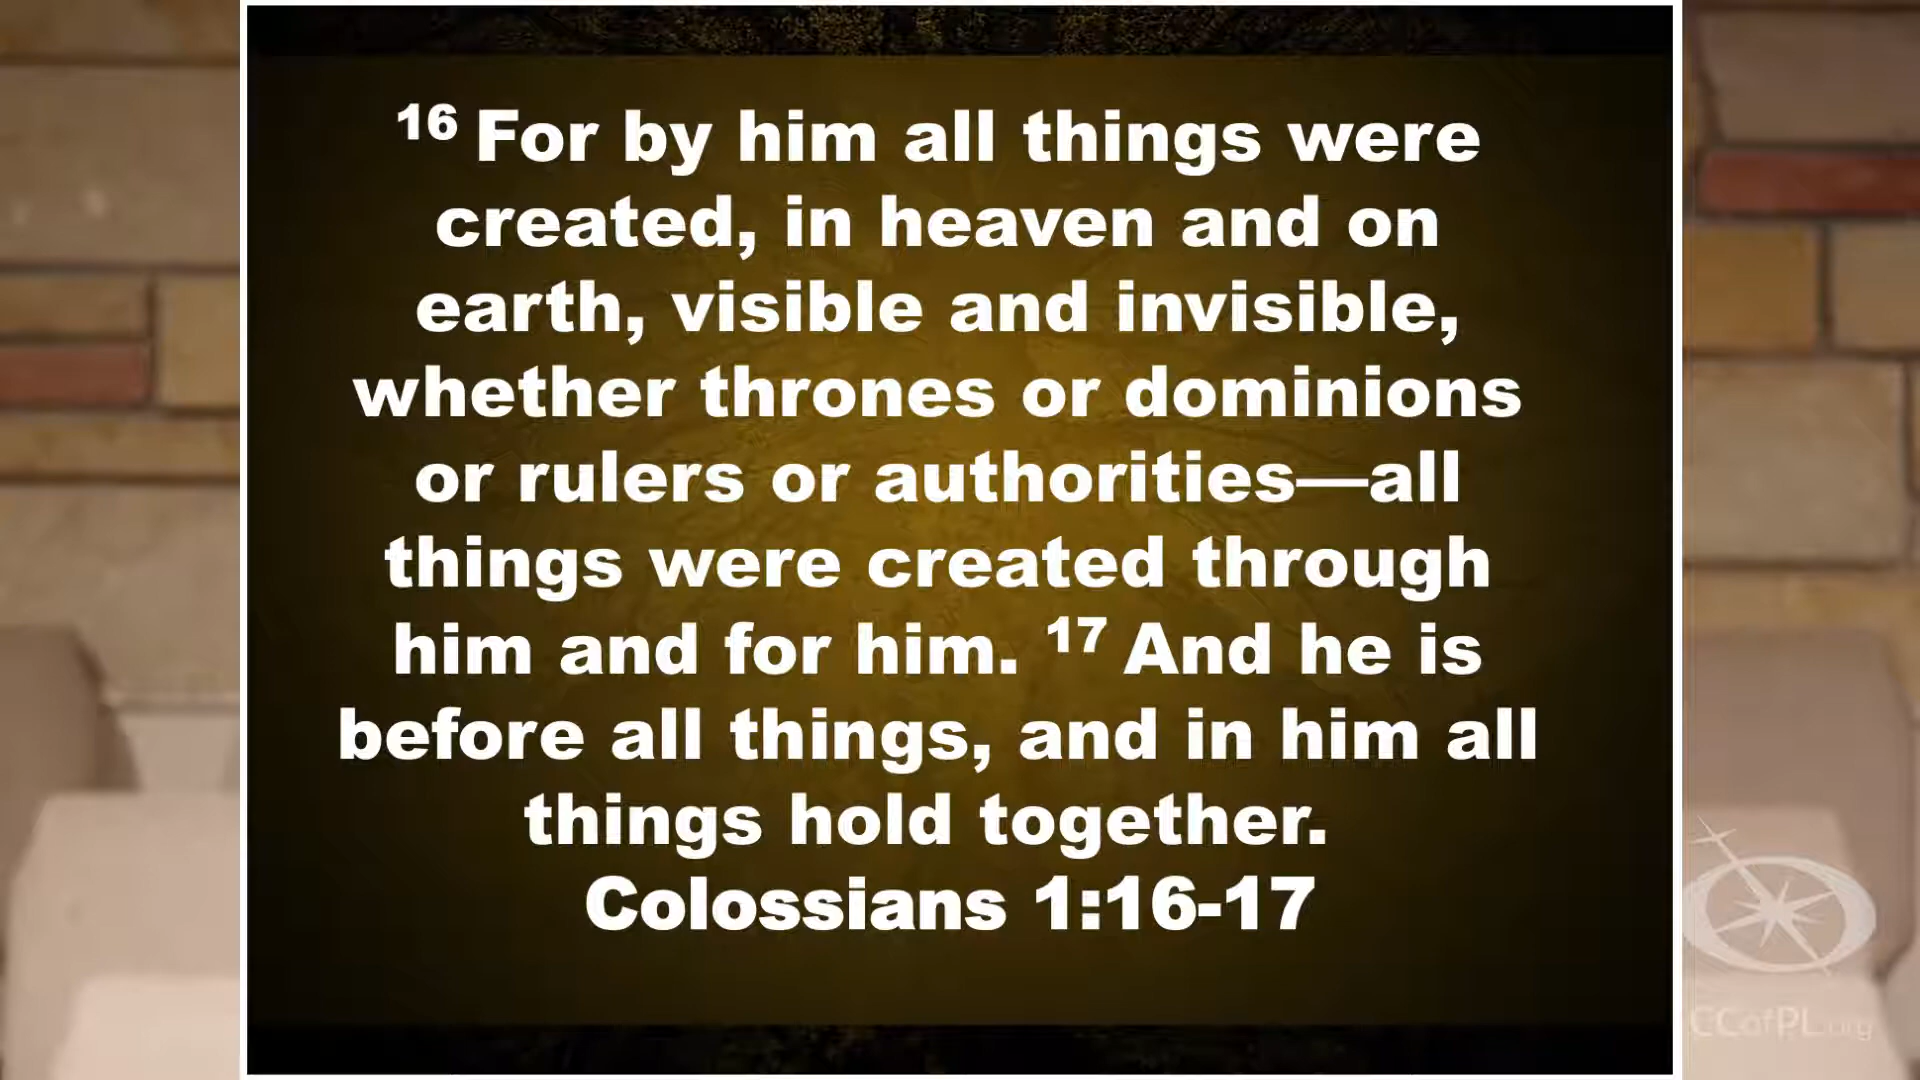 16 For by him all things were
created, in heaven and on
earth, visible and invisible,
whether thrones or dominions
or rulers or authorities—all
things were created through
him and for him. 17 And he is
before all things, and in him all
things hold together.
Colossians 1:16-17
CCofPL.org